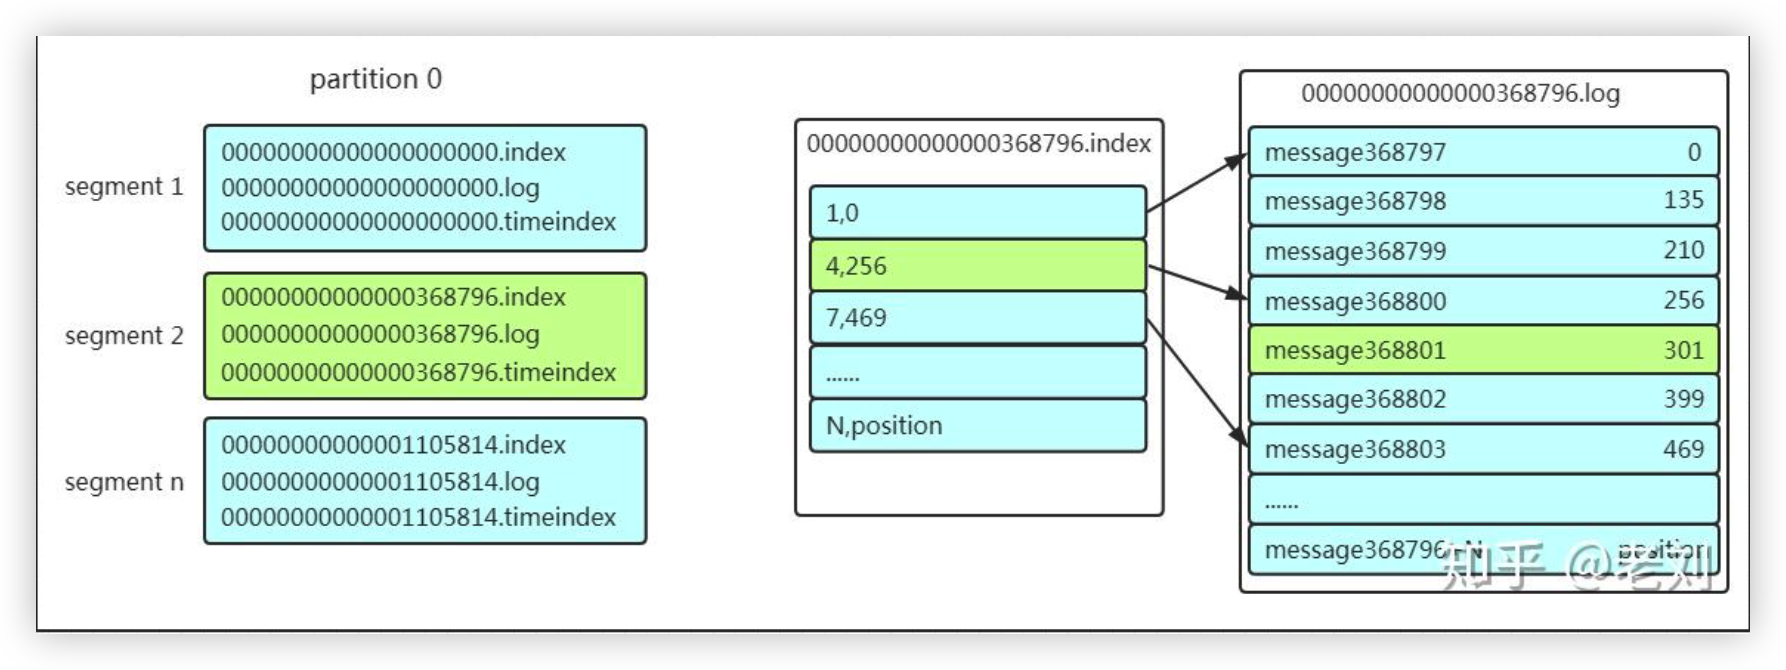 partition 0
segment 1
00000000000000000000.index
00000000000000000000.log
00000000000000000000.timeindex
segment 2
00000000000000368796.index
00000000000000368796.log
00000000000000368796.timeindex
segment n
00000000000001105814.index
00000000000001105814.log
00000000000001105814.timeindex
00000000000000368796.index
1,0
4,256
7,469
......
N,position
00000000000000368796.log
message368797 0
message368798 135
message368799 210
message368800 256
message368801 301
message368802 399
message368803 469
......
message368796+N position
知乎 @老刘